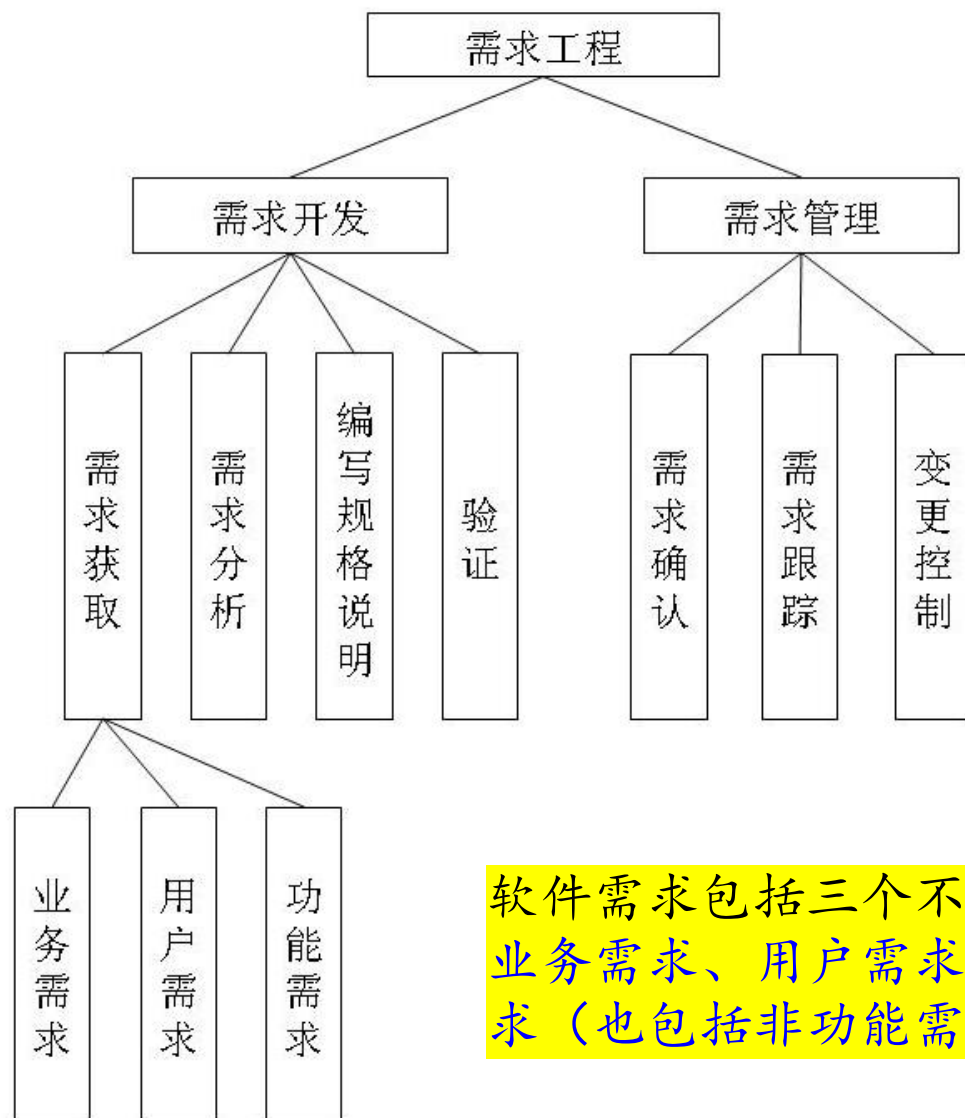 需求工程
需求开发
需求管理
需求获取
需求分析
编写规格说明
验证
需求确认
需求跟踪
变更控制
业务需求
用户需求
功能需求
软件需求包括三个不
业务需求、用户需求
求（也包括非功能需